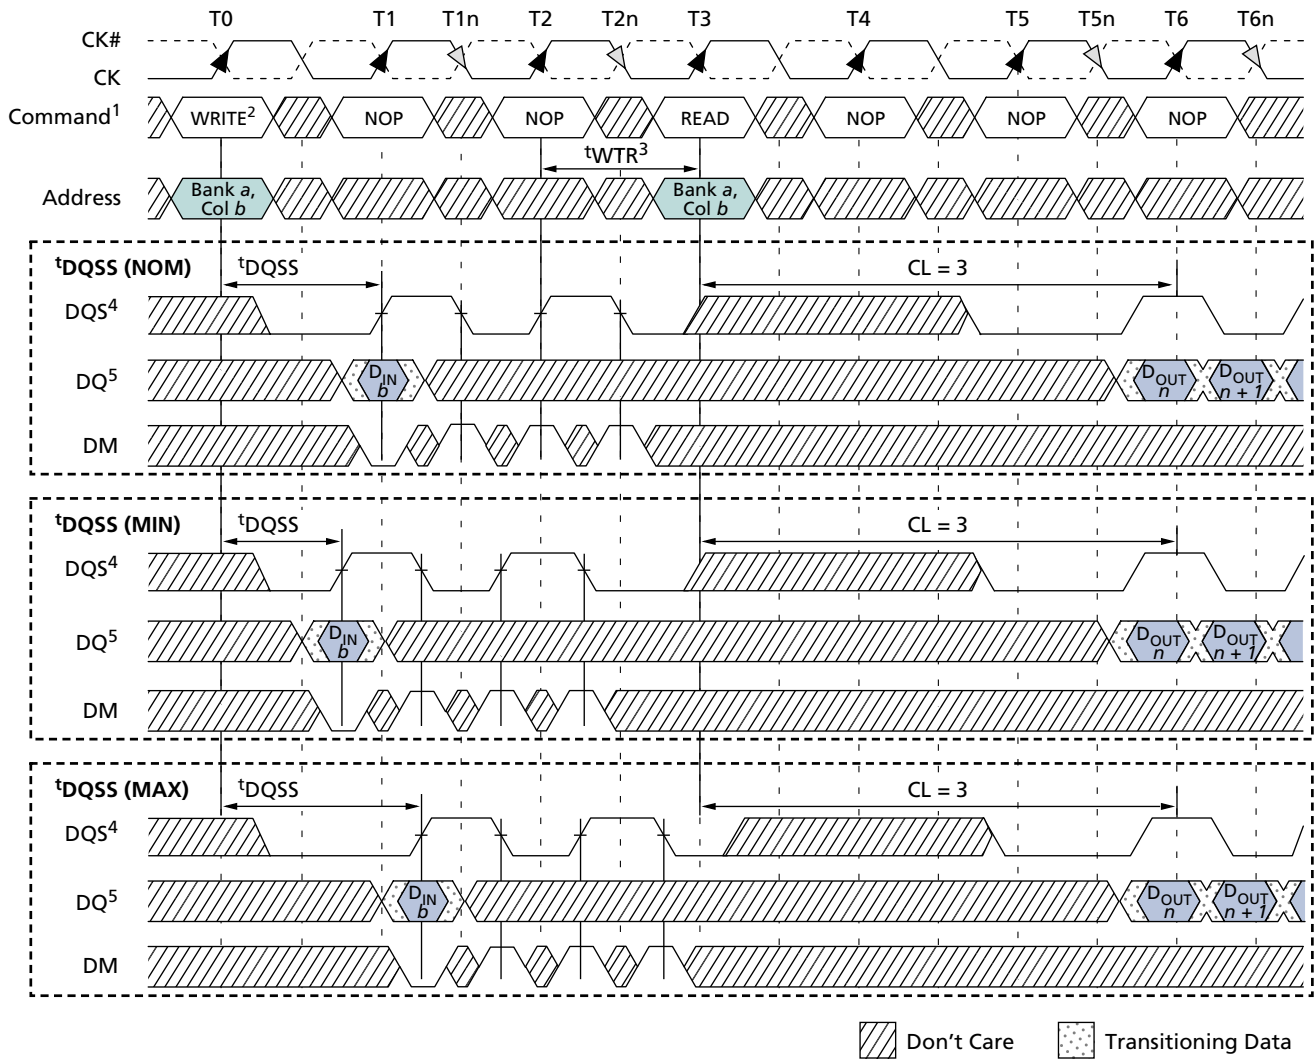 T0 T1 T1n T2 T2n T3 T4 T5 T5n T6 T6n
CK#
CK
Command1 WRITE2 NOP NOP READ NOP NOP NOP
tWTR3
Address Bank a, Col b Bank a, Col b
tDQSS (NOM) tDQSS CL = 3
DQS4
DQ5 DIN b DOUT n DOUT n + 1
DM
tDQSS (MIN) tDQSS CL = 3
DQS4
DQ5 DIN b DOUT n DOUT n + 1
DM
tDQSS (MAX) tDQSS CL = 3
DQS4
DQ5 DIN b DOUT n DOUT n + 1
DM
Don't Care Transitioning Data